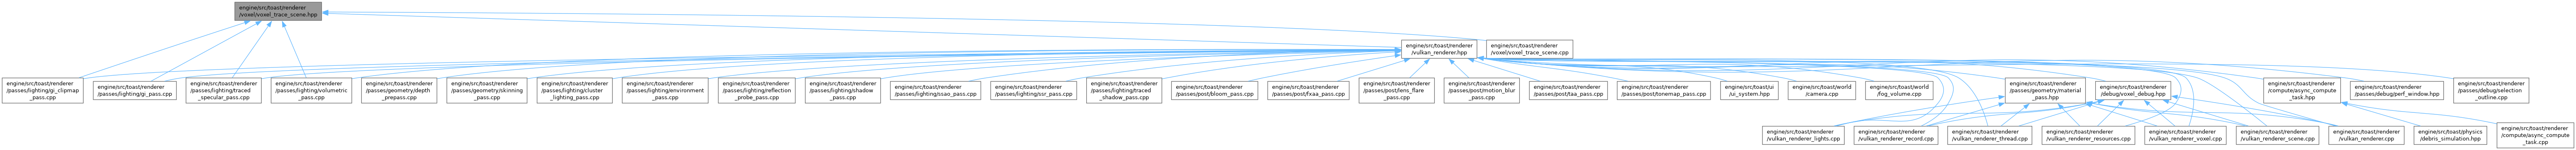 engine/src/toast/renderer
/voxel/voxel_trace_scene.hpp
engine/src/toast/renderer
/vulkan_renderer.hpp
engine/src/toast/renderer
/voxel/voxel_trace_scene.cpp
engine/src/toast/renderer
/passes/lighting/gi_clipmap
_pass.cpp
engine/src/toast/renderer
/passes/lighting/gi_pass.cpp
engine/src/toast/renderer
/passes/lighting/traced
_specular_pass.cpp
engine/src/toast/renderer
/passes/lighting/volumetric
_pass.cpp
engine/src/toast/renderer
/passes/geometry/depth
_prepass.cpp
engine/src/toast/renderer
/passes/geometry/skinning
_pass.cpp
engine/src/toast/renderer
/passes/lighting/cluster
_lighting_pass.cpp
engine/src/toast/renderer
/passes/lighting/environment
_pass.cpp
engine/src/toast/renderer
/passes/lighting/reflection
_probe_pass.cpp
engine/src/toast/renderer
/passes/lighting/shadow
_pass.cpp
engine/src/toast/renderer
/passes/lighting/ssao_pass.cpp
engine/src/toast/renderer
/passes/lighting/ssr_pass.cpp
engine/src/toast/renderer
/passes/lighting/traced
_shadow_pass.cpp
engine/src/toast/renderer
/passes/post/bloom_pass.cpp
engine/src/toast/renderer
/passes/post/fxaa_pass.cpp
engine/src/toast/renderer
/passes/post/lens_flare
_pass.cpp
engine/src/toast/renderer
/passes/post/motion_blur
_pass.cpp
engine/src/toast/renderer
/passes/post/taa_pass.cpp
engine/src/toast/renderer
/passes/post/tonemap_pass.cpp
engine/src/toast/ui
/ui_system.hpp
engine/src/toast/world
/camera.cpp
engine/src/toast/world
/fog_volume.cpp
engine/src/toast/renderer
/passes/geometry/material
_pass.hpp
engine/src/toast/renderer
/debug/voxel_debug.hpp
engine/src/toast/renderer
/compute/async_compute
_task.hpp
engine/src/toast/renderer
/passes/debug/perf_window.hpp
engine/src/toast/renderer
/passes/debug/selection
_outline.cpp
engine/src/toast/renderer
/vulkan_renderer_lights.cpp
engine/src/toast/renderer
/vulkan_renderer_record.cpp
engine/src/toast/renderer
/vulkan_renderer_thread.cpp
engine/src/toast/renderer
/vulkan_renderer_resources.cpp
engine/src/toast/renderer
/vulkan_renderer_voxel.cpp
engine/src/toast/renderer
/vulkan_renderer_scene.cpp
engine/src/toast/renderer
/vulkan_renderer.cpp
engine/src/toast/physics
/debris_simulation.hpp
engine/src/toast/renderer
/compute/async_compute
_task.cpp